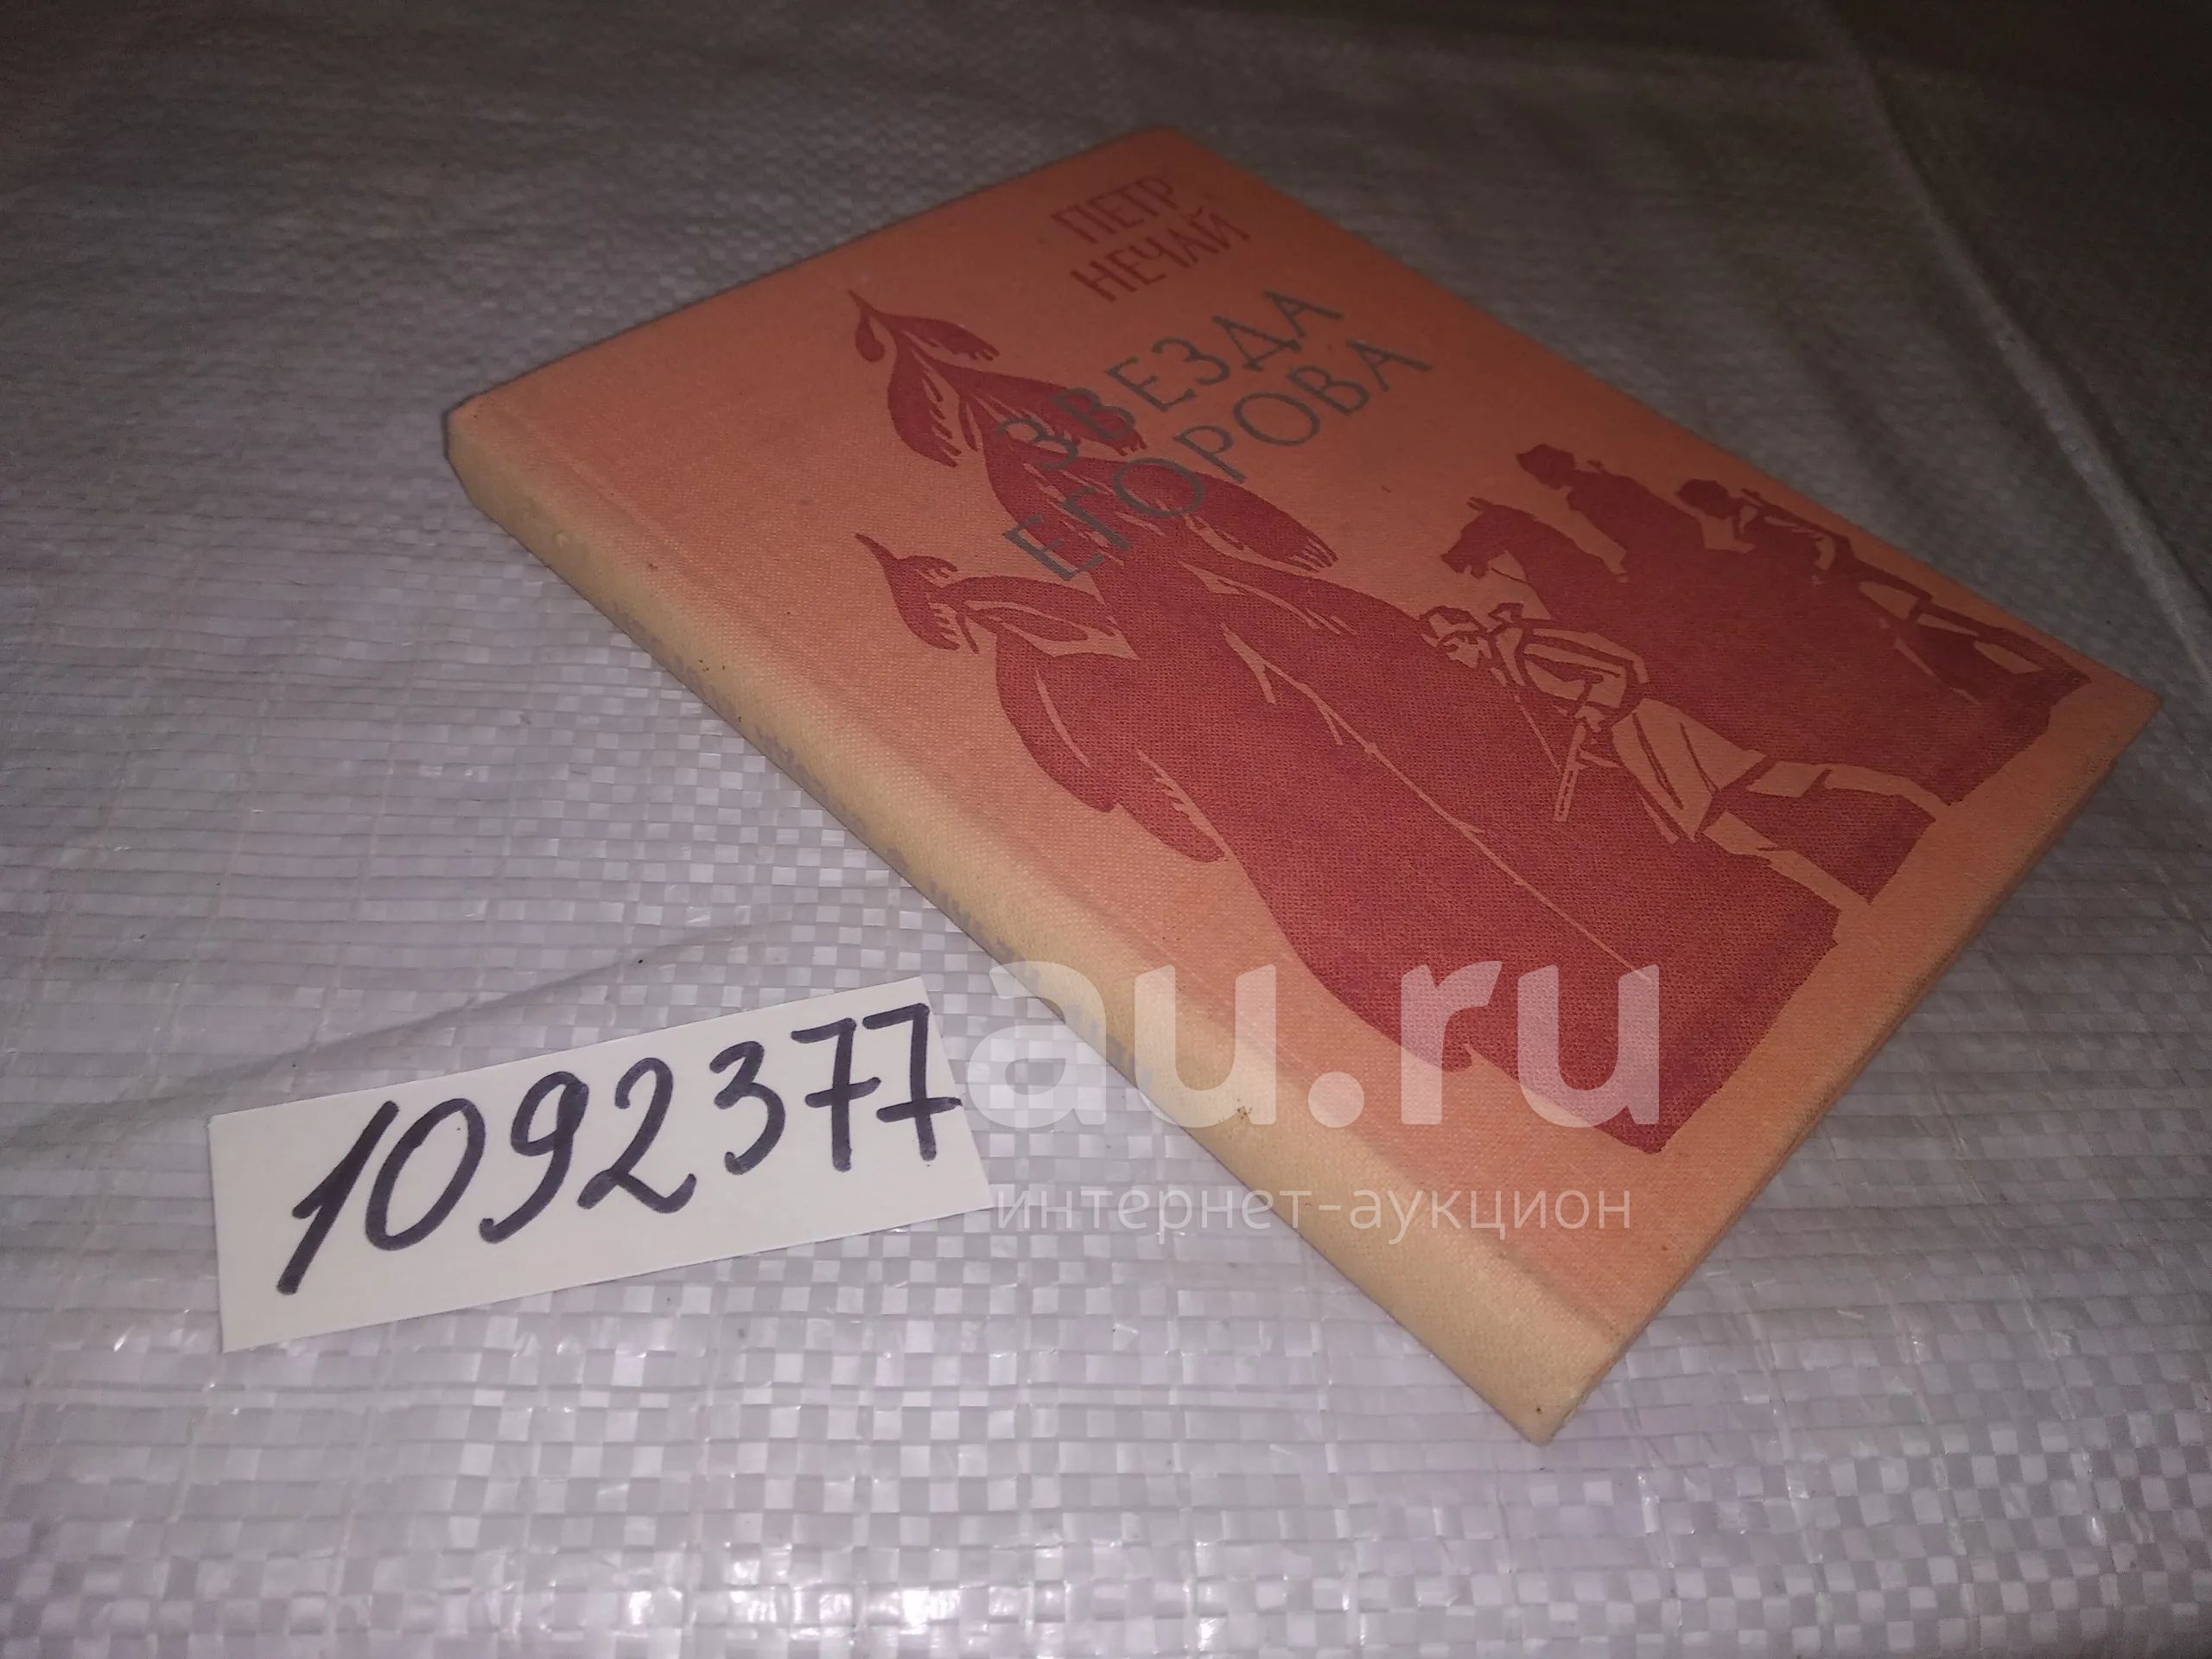 ПЕТР
НЕЧАЙ
ЗВЕЗДА
ЕГОРОВА
1092377
au.ru
интернет-аукцион